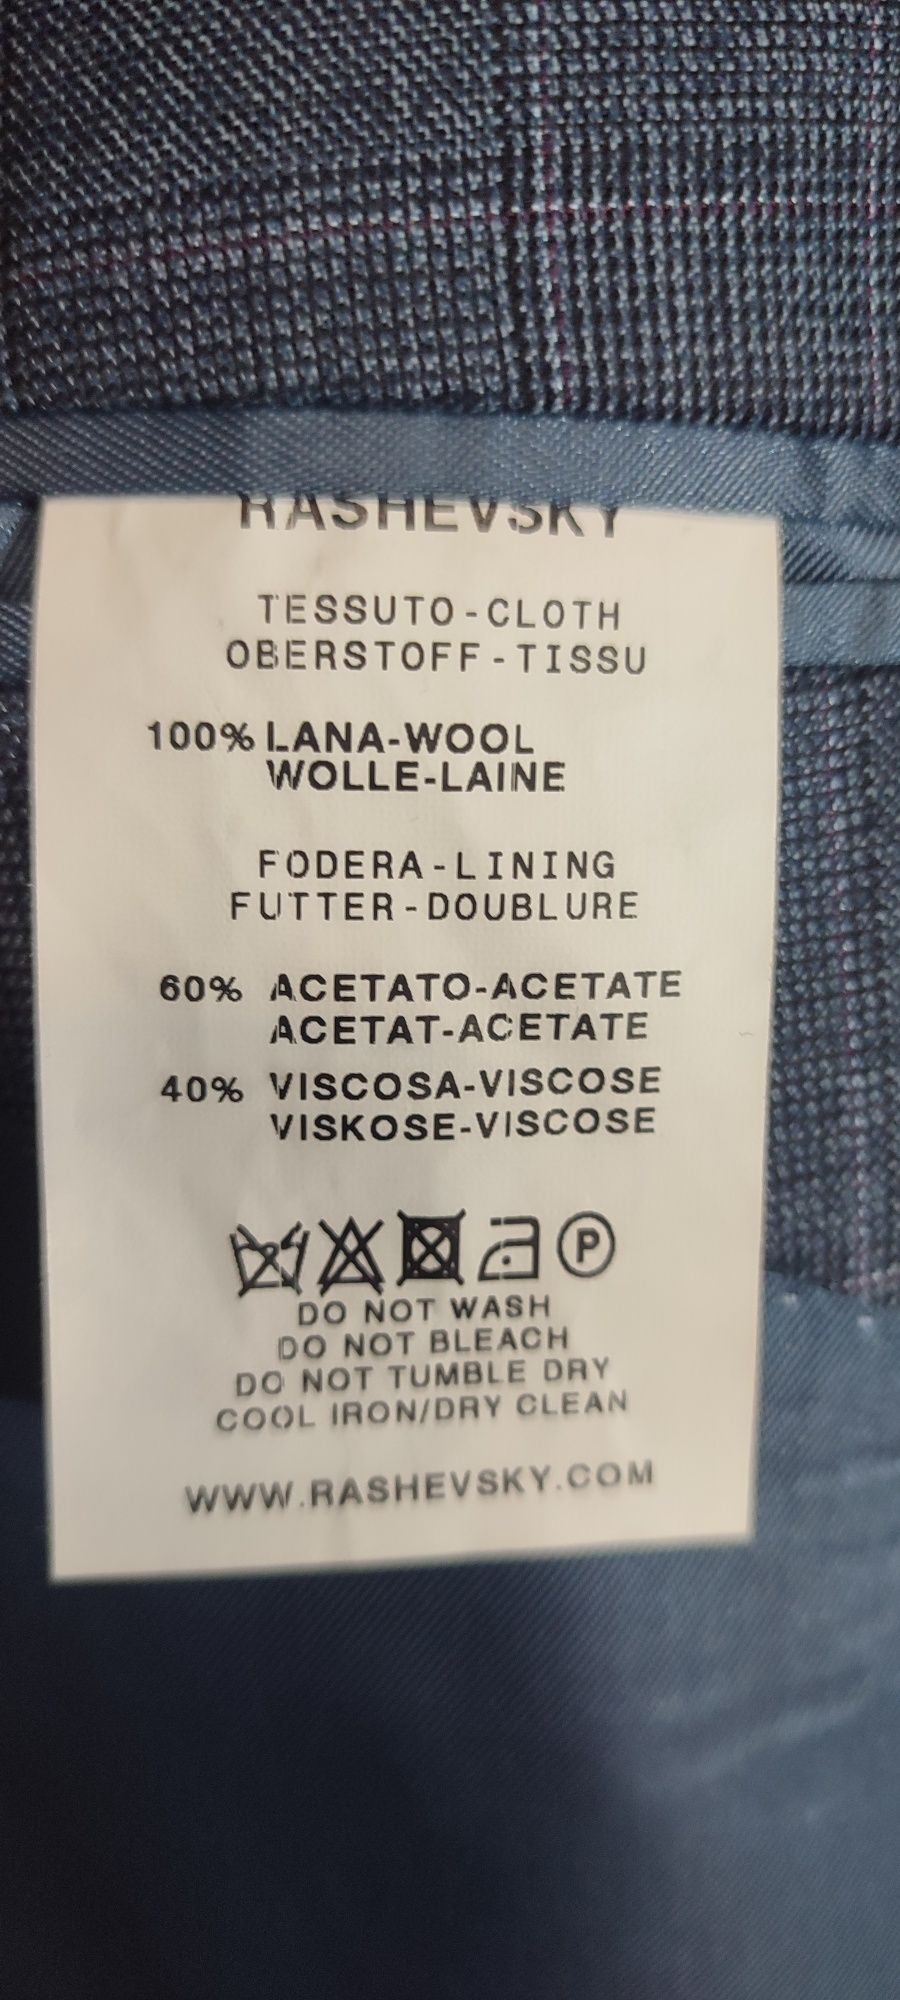 RASHEVSKY
TESSUTO-CLOTH
OBERSTOFF-TISSU
100% LANA-WOOL
WOLLE-LAINE
FODERA-LINING
FUTTER-DOUBLURE
60% ACETATO-ACETATE
ACETAT-ACETATE
40% VISCOSA-VISCOSE
VISKOSE-VISCOSE
P
DO NOT WASH
DO NOT BLEACH
DO NOT TUMBLE DRY
COOL IRON/DRY CLEAN
WWW.RASHEVSKY.COM